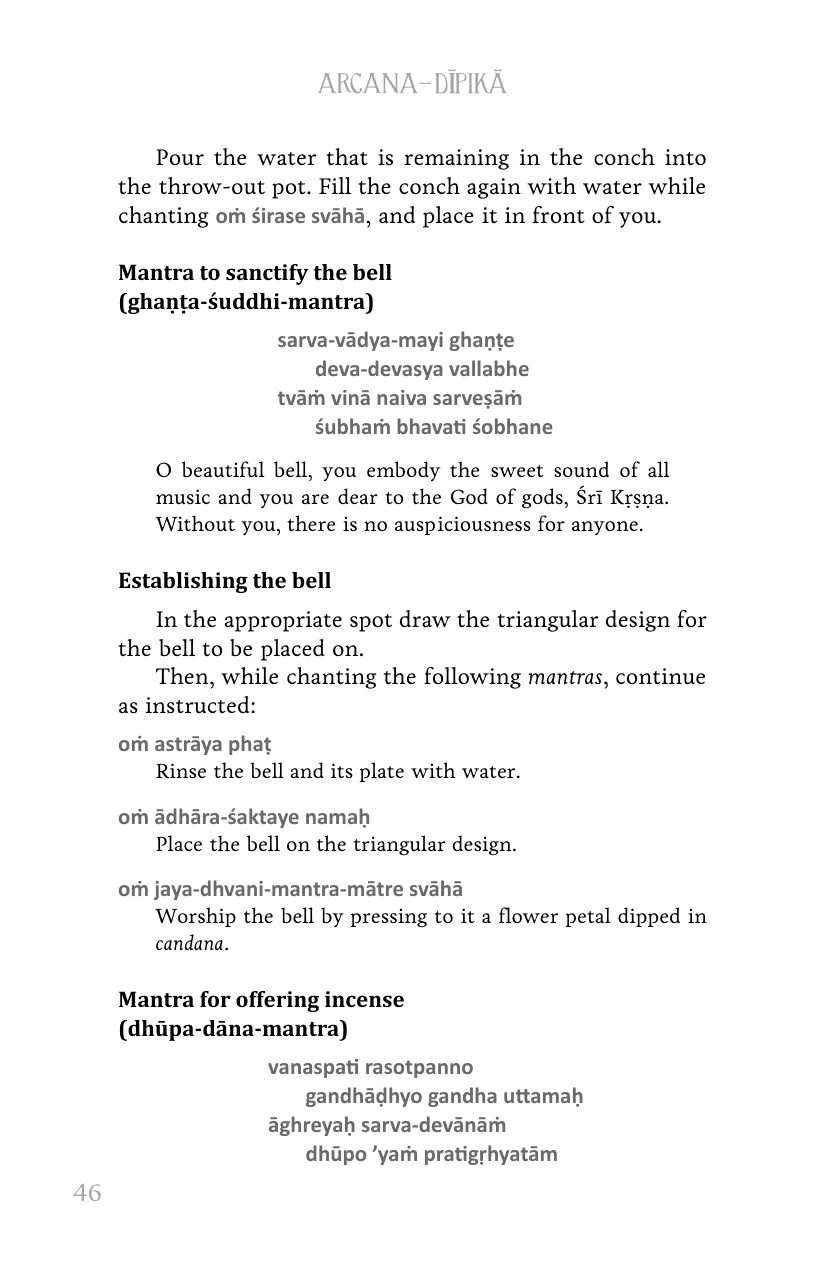 ARCANA–DĪPIKĀ
Pour the water that is remaining in the conch into
the throw-out pot. Fill the conch again with water while
chanting oṁ śirase svāhā, and place it in front of you.
Mantra to sanctify the bell
(ghaṇṭa-śuddhi-mantra)
sarva-vādya-mayi ghaṇṭe
deva-devasya vallabhe
tvāṁ vinā naiva sarveṣāṁ
śubhaṁ bhavati śobhane
O beautiful bell, you embody the sweet sound of all
music and you are dear to the God of gods, Śrī Kṛṣṇa.
Without you, there is no auspiciousness for anyone.
Establishing the bell
In the appropriate spot draw the triangular design for
the bell to be placed on.
Then, while chanting the following mantras, continue
as instructed:
oṁ astrāya phaṭ
Rinse the bell and its plate with water.
oṁ ādhāra-śaktaye namaḥ
Place the bell on the triangular design.
oṁ jaya-dhvani-mantra-mātre svāhā
Worship the bell by pressing to it a flower petal dipped in
candana.
Mantra for offering incense
(dhūpa-dāna-mantra)
vanaspati rasotpanno
gandhāḍhyo gandha uttamaḥ
āghreyaḥ sarva-devānāṁ
dhūpo ’yaṁ pratigṛhyatām
46